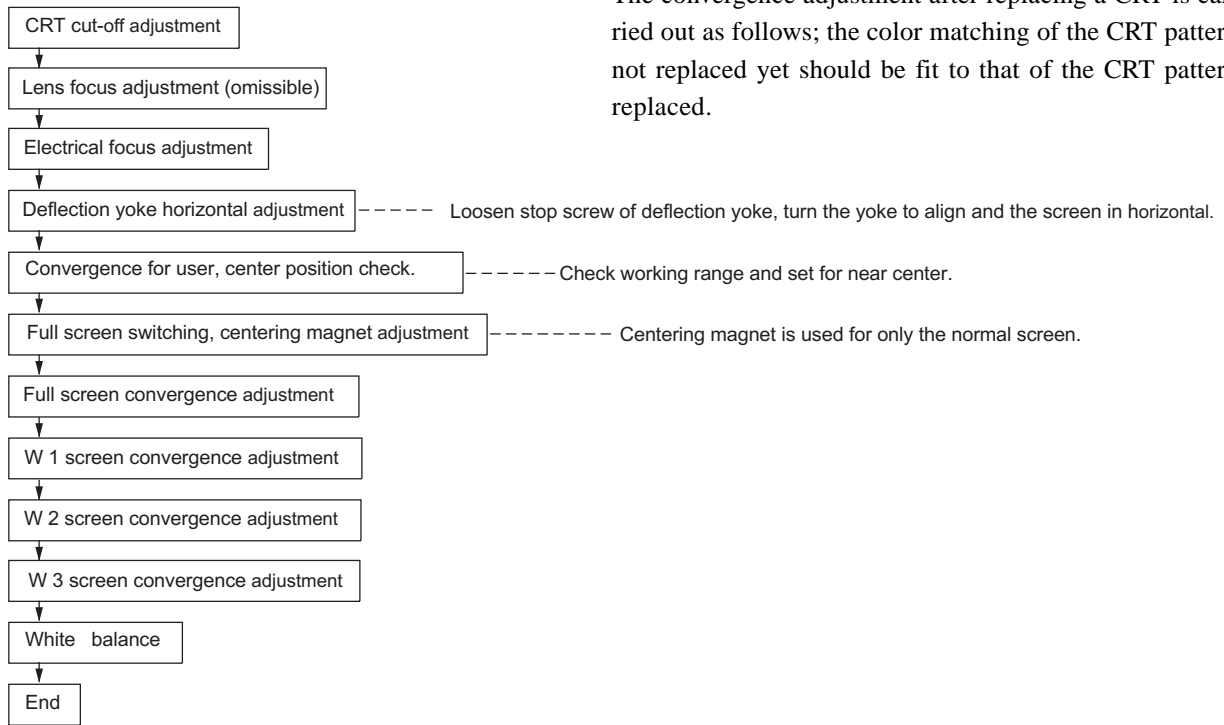 CRT cut-off adjustment
Lens focus adjustment (omissible)
Electrical focus adjustment
Deflection yoke horizontal adjustment
Loosen stop screw of deflection yoke, turn the yoke to align and the screen in horizontal.
Convergence for user, center position check.
Check working range and set for near center.
Full screen switching, centering magnet adjustment
Centering magnet is used for only the normal screen.
Full screen convergence adjustment
W 1 screen convergence adjustment
W 2 screen convergence adjustment
W 3 screen convergence adjustment
White balance
End
The convergence adjustment after replacing a CRT is car
ried out as follows; the color matching of the CRT patter
not replaced yet should be fit to that of the CRT patter
replaced.